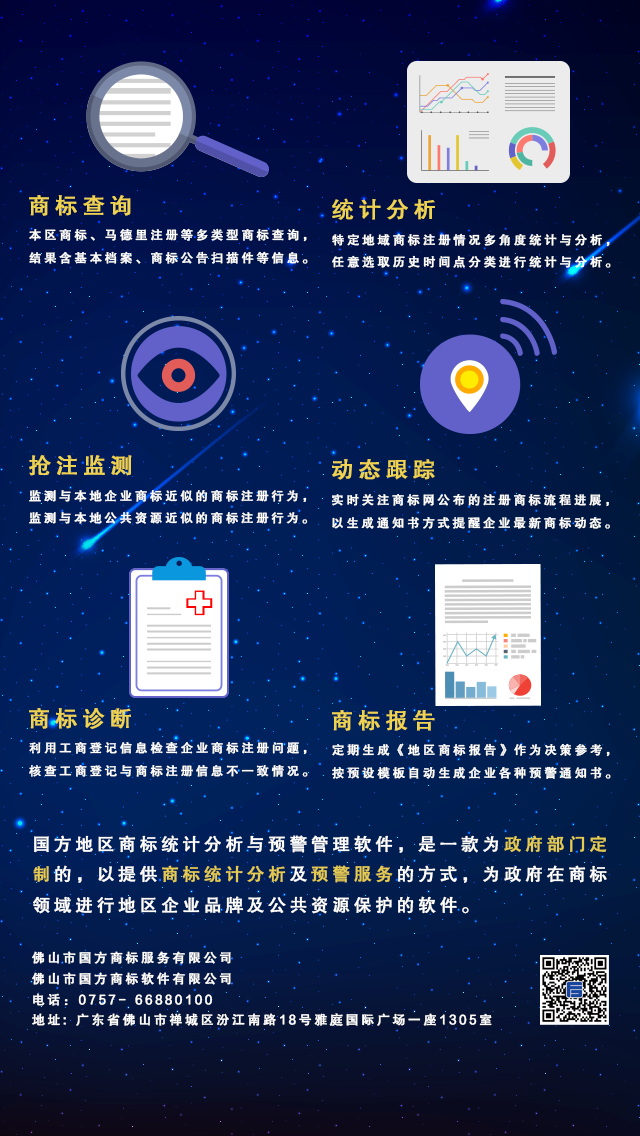 商标查询
本区商标、马德里注册等多类型商标查询，
结果含基本档案、商标公告扫描件等信息。
统计分析
特定地域商标注册情况多角度统计与分析，
任意选取历史时间点分类进行统计与分析。
抢注监测
监测与本地企业商标近似的商标注册行为，
监测与本地公共资源近似的商标注册行为。
动态跟踪
实时关注商标网公布的注册商标流程进展，
以生成通知书方式提醒企业最新商标动态。
商标诊断
利用工商登记信息检查企业商标注册问题，
核查工商登记与商标注册信息不一致情况。
商标报告
定期生成《地区商标报告》作为决策参考，
按预设模板自动生成企业各种预警通知书。
国方地区商标统计分析与预警管理软件，是一款为政府部门定
制的，以提供商标统计分析及预警服务的方式，为政府在商标
领域进行地区企业品牌及公共资源保护的软件。
佛山市国方商标服务有限公司
佛山市国方商标软件有限公司
电话：0757- 66880100
地址：广东省佛山市禅城区汾江南路18号雅庭国际广场一座1305室